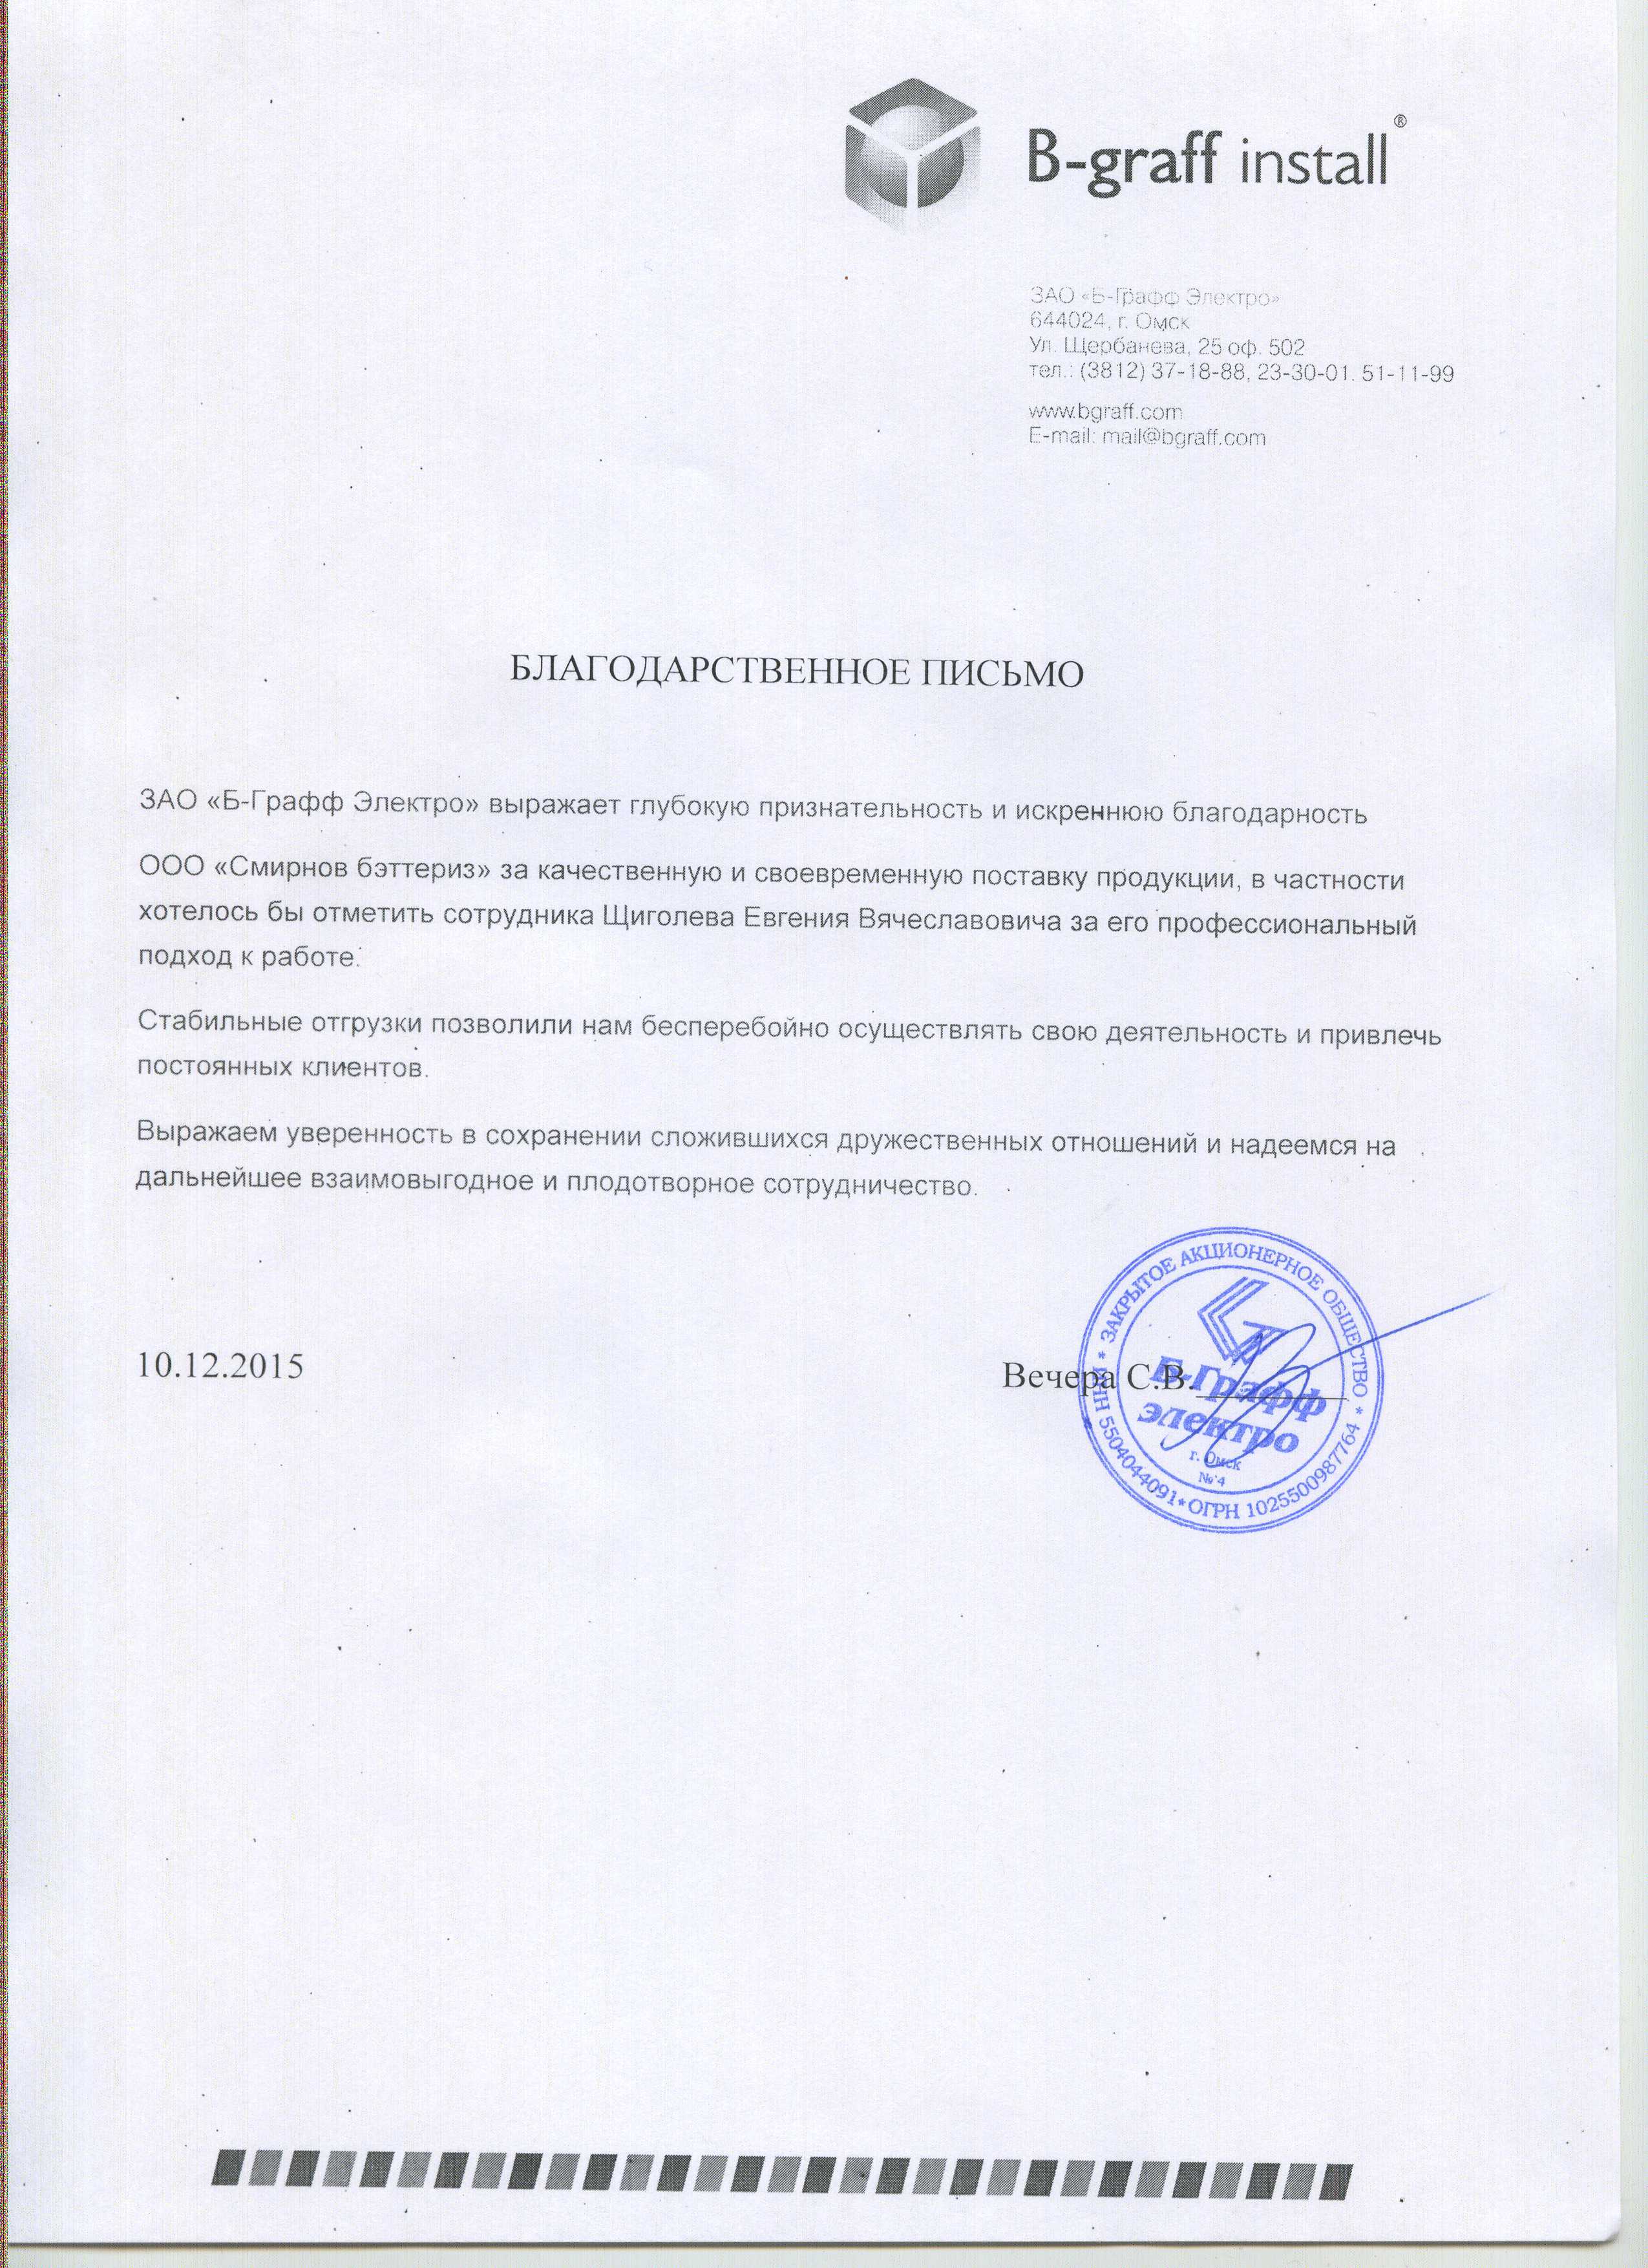 B-graff install®
ЗАО «Б-Графф Электро»
644024, г. Омск
Ул. Щербанева, 25 оф. 502
тел.: (3812) 37-18-88, 23-30-01. 51-11-99
www.bgraff.com
E-mail: mail@bgraff.com
БЛАГОДАРСТВЕННОЕ ПИСЬМО
ЗАО «Б-Графф Электро» выражает глубокую признательность и искреннюю благодарность
ООО «Смирнов бэттериз» за качественную и своевременную поставку продукции, в частности
хотелось бы отметить сотрудника Щиголева Евгения Вячеславовича за его профессиональный
подход к работе.
Стабильные отгрузки позволили нам бесперебойно осуществлять свою деятельность и привлечь
постоянных клиентов.
Выражаем уверенность в сохранении сложившихся дружественных отношений и надеемся на
дальнейшее взаимовыгодное и плодотворное сотрудничество.
10.12.2015
Вечера С.В.
* ЗАКРЫТОЕ АКЦИОНЕРНОЕ ОБЩЕСТВО *
ИНН 5504044091 * ОГРН 1025500987764
Б-Графф
электро
г. Омск
№ 4